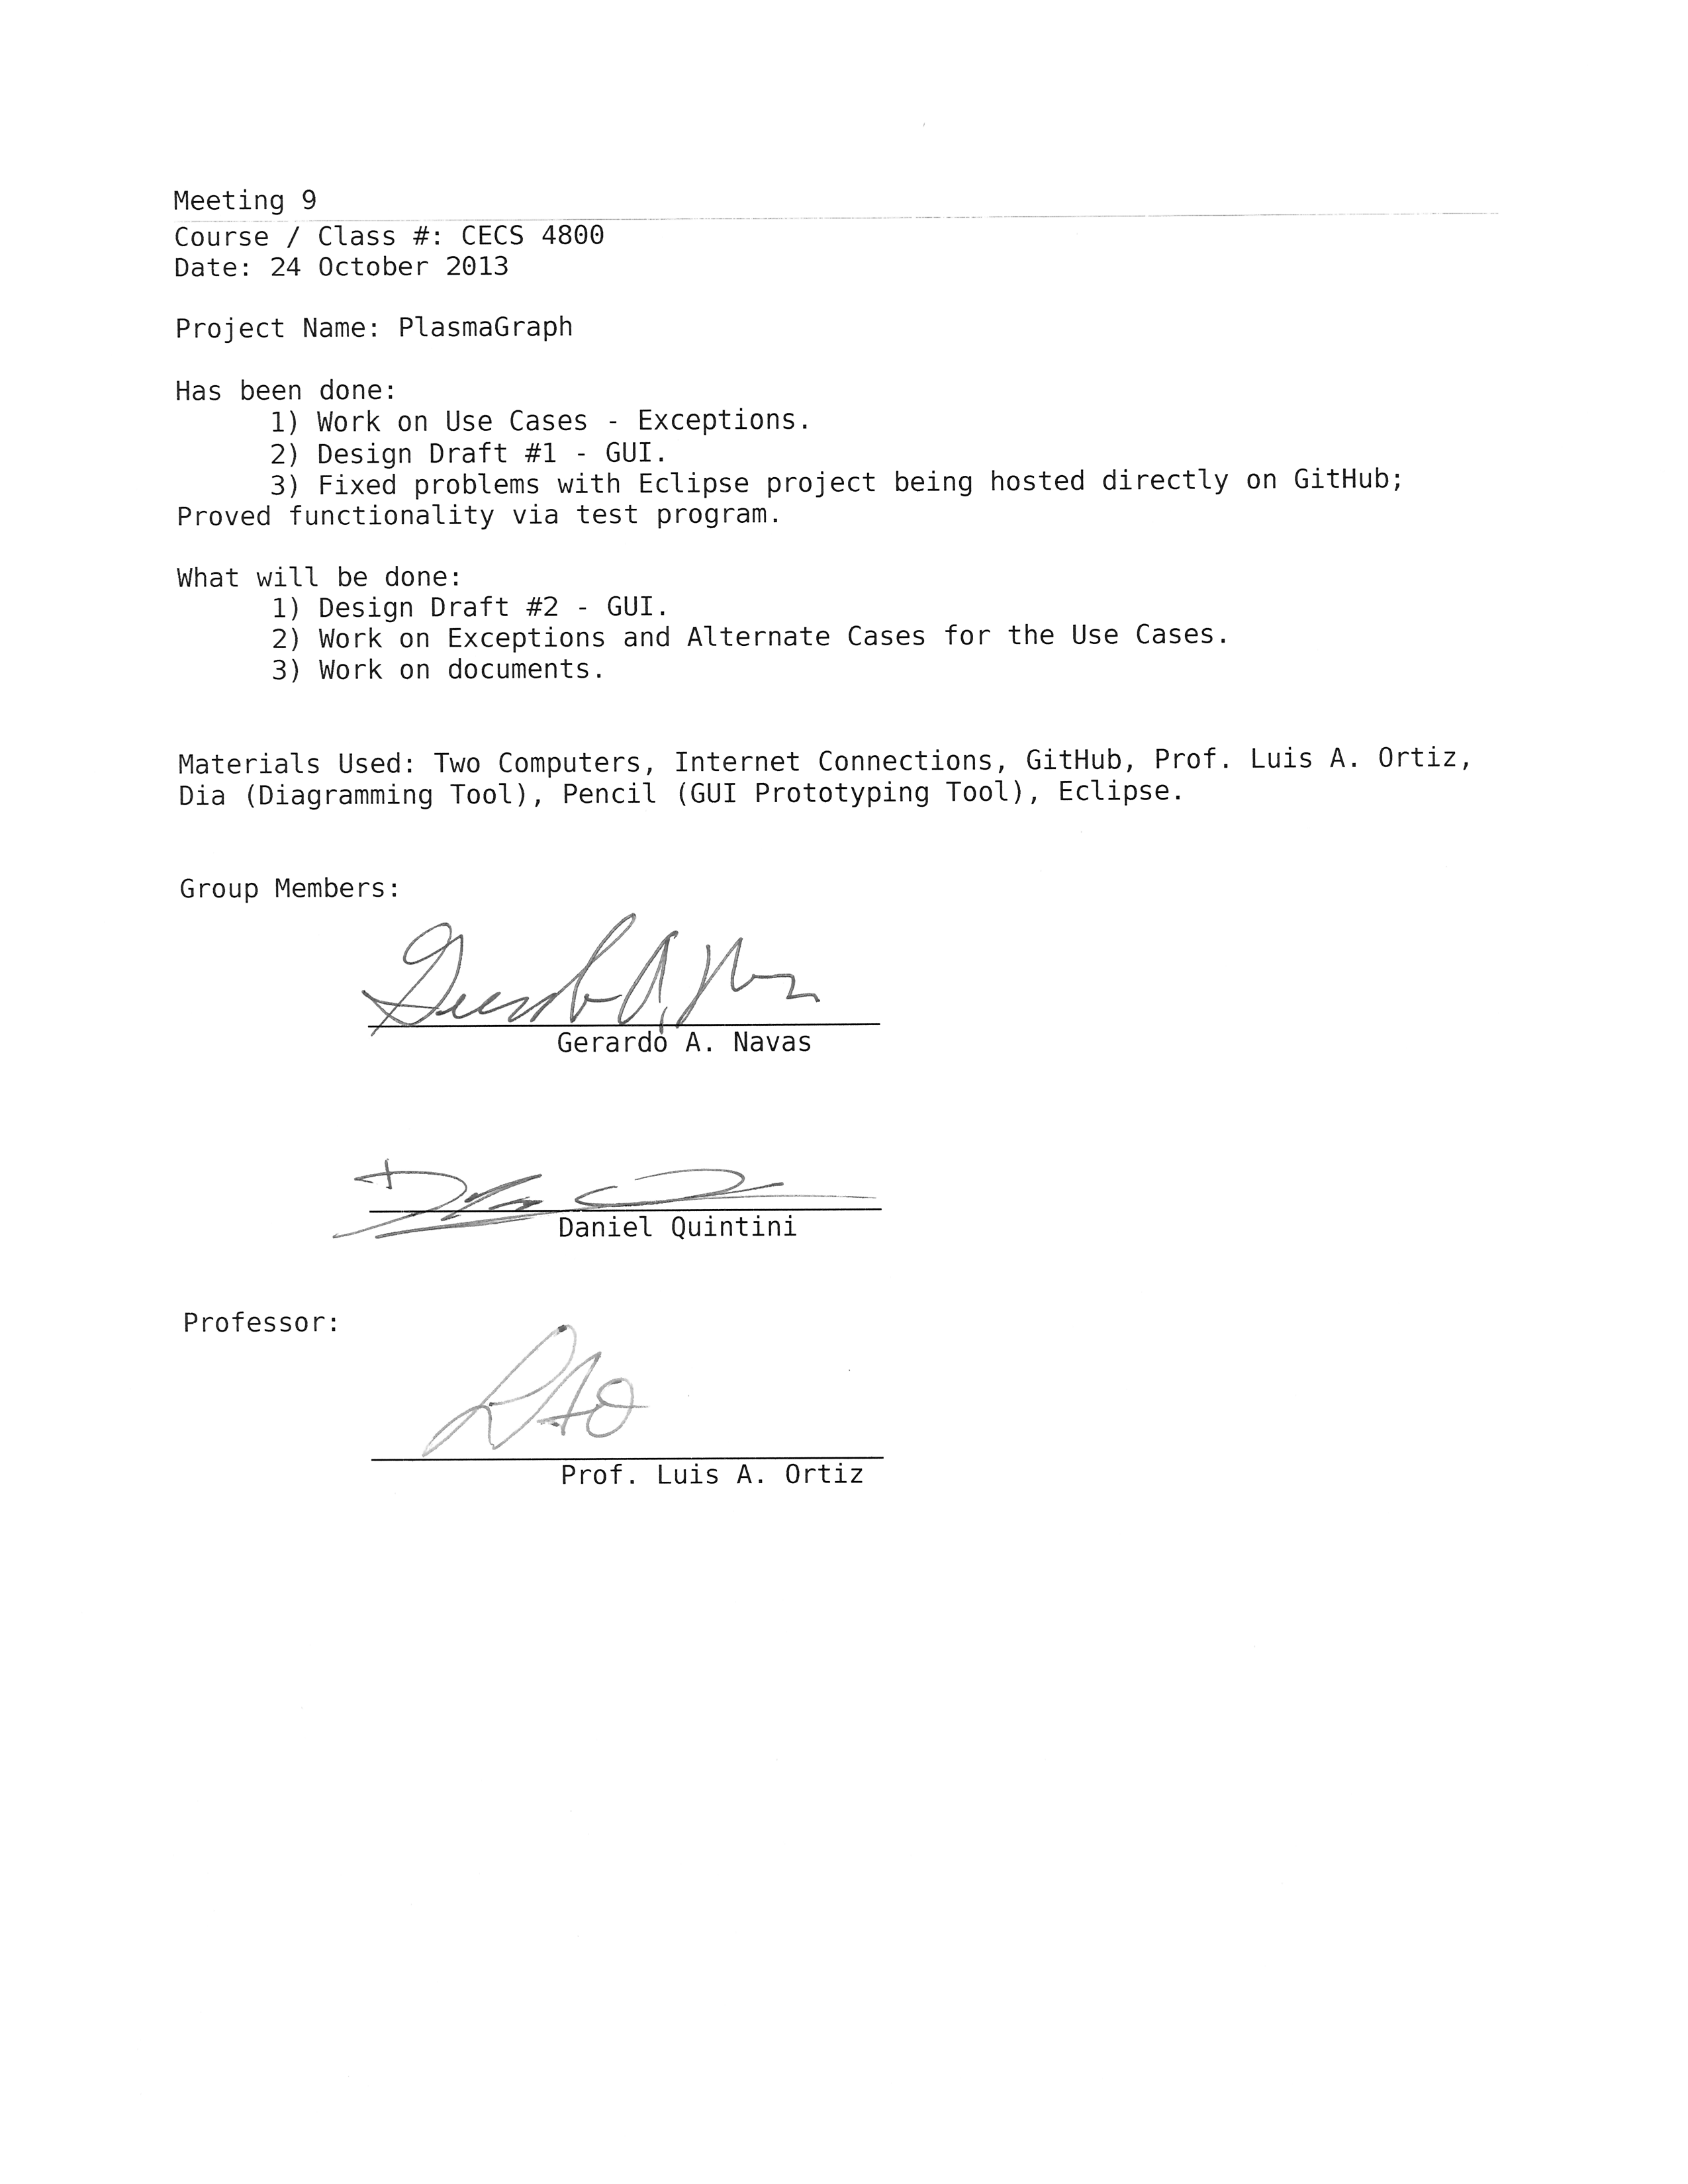 Meeting 9
Course / Class #: CECS 4800
Date: 24 October 2013
Project Name: PlasmaGraph
Has been done:
1) Work on Use Cases - Exceptions.
2) Design Draft #1 - GUI.
3) Fixed problems with Eclipse project being hosted directly on GitHub;
Proved functionality via test program.
What will be done:
1) Design Draft #2 - GUI.
2) Work on Exceptions and Alternate Cases for the Use Cases.
3) Work on documents.
Materials Used: Two Computers, Internet Connections, GitHub, Prof. Luis A. Ortiz,
Dia (Diagramming Tool), Pencil (GUI Prototyping Tool), Eclipse.
Group Members:
Gerardo A. Navas
Daniel Quintini
Professor:
Prof. Luis A. Ortiz